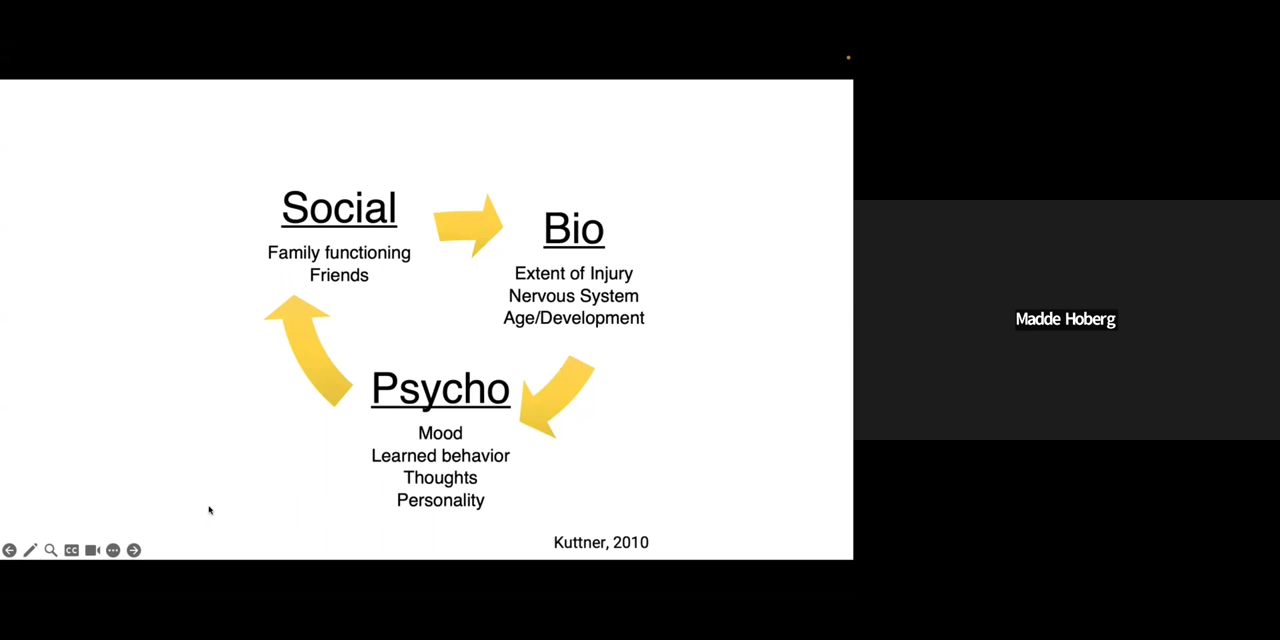 Social
Family functioning
Friends
Bio
Extent of Injury
Nervous System
Age/Development
Psycho
Mood
Learned behavior
Thoughts
Personality
Kuttner, 2010
CC
Madde Hoberg